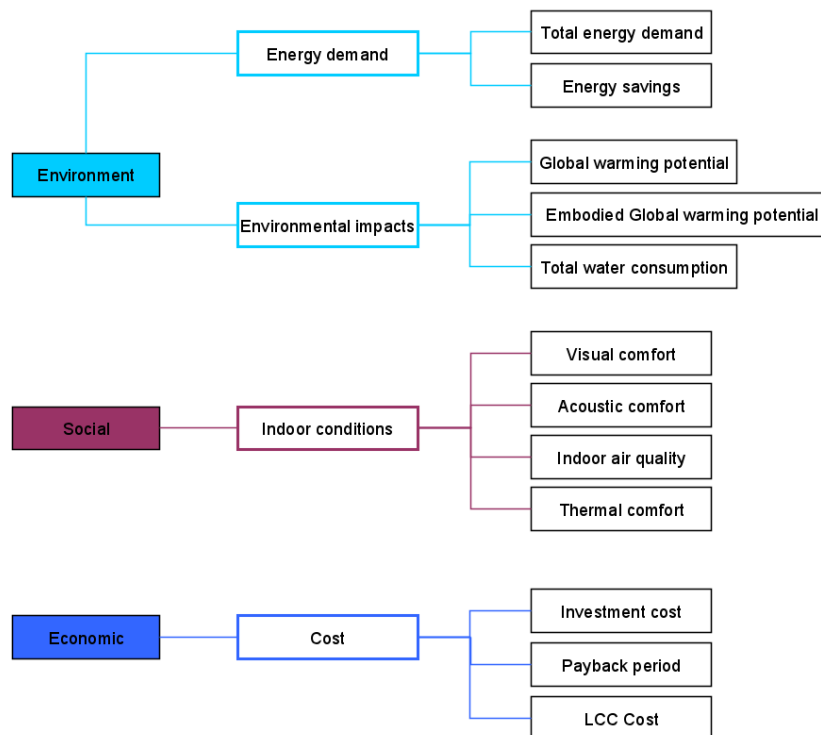 Total energy demand
Energy demand
Energy savings
Environment
Global warming potential
Environmental impacts
Embodied Global warming potential
Total water consumption
Visual comfort
Social
Indoor conditions
Acoustic comfort
Indoor air quality
Thermal comfort
Investment cost
Economic
Cost
Payback period
LCC Cost